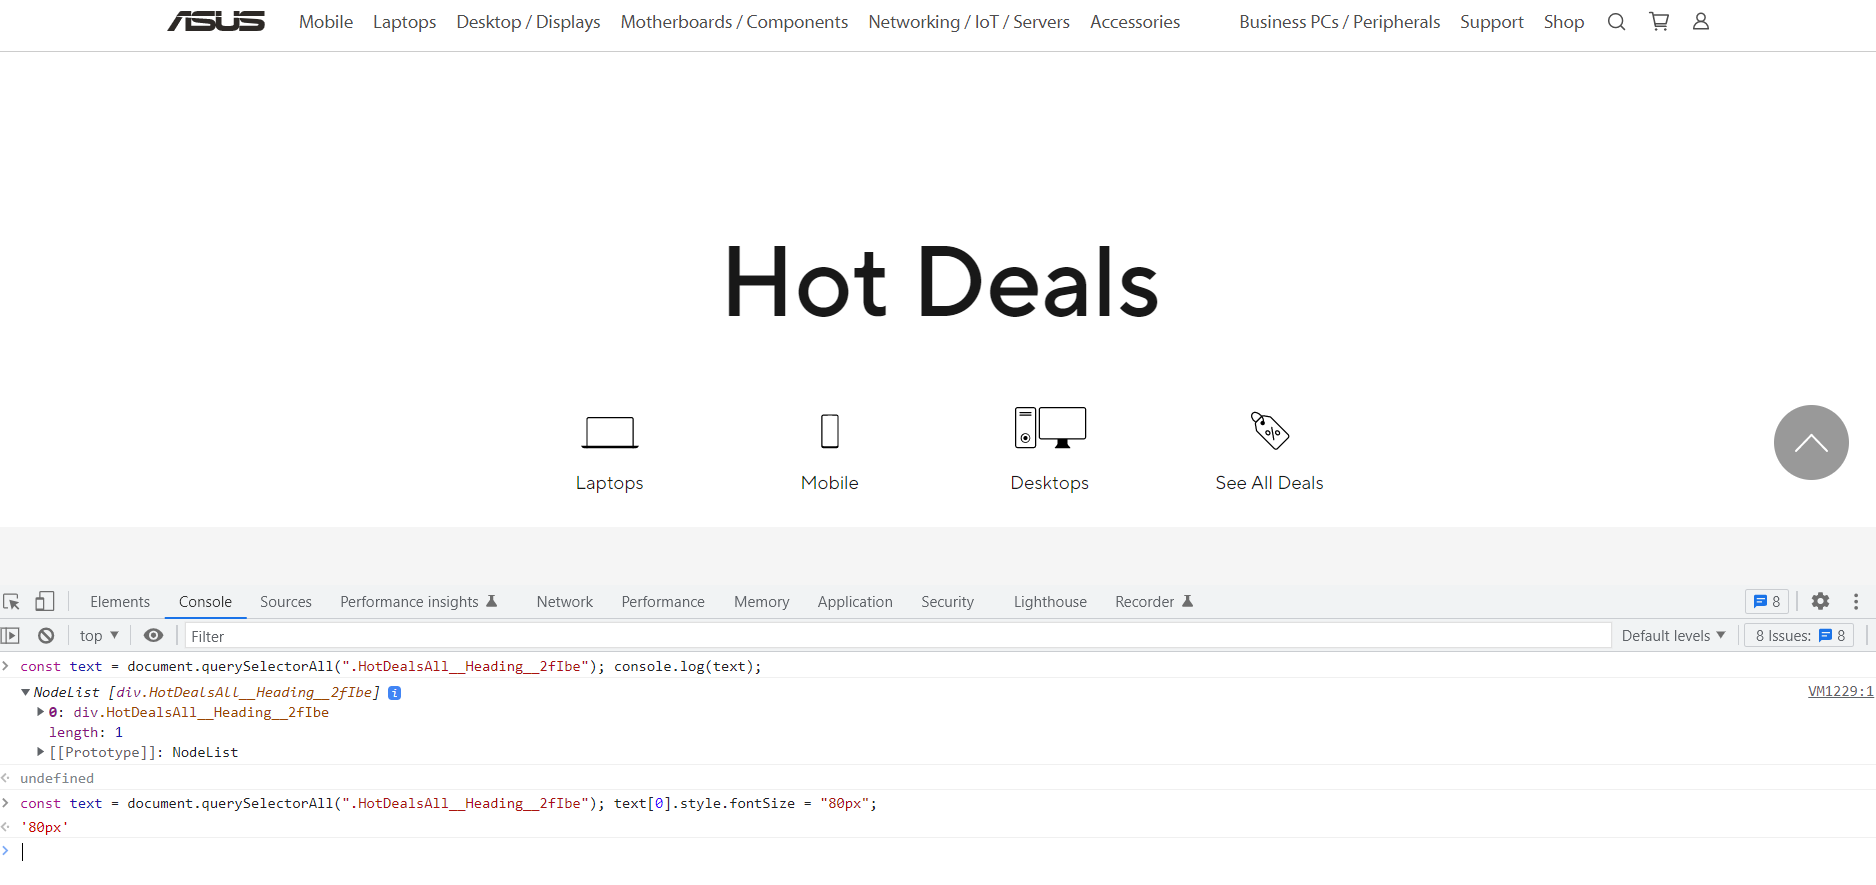 ASUS Mobile Laptops Desktop / Displays Motherboards / Components Networking / IoT / Servers Accessories Business PCs / Peripherals Support Shop
Hot Deals
Laptops Mobile Desktops See All Deals
Elements Console Sources Performance insights Network Performance Memory Application Security Lighthouse Recorder 8
top Filter Default levels 8 Issues: 8
const text = document.querySelectorAll(".HotDealsAll__Heading__2fIbe"); console.log(text);
NodeList [div.HotDealsAll__Heading__2fIbe] i VM1229:1
0: div.HotDealsAll__Heading__2fIbe
length: 1
[[Prototype]]: NodeList
undefined
const text = document.querySelectorAll(".HotDealsAll__Heading__2fIbe"); text[0].style.fontSize = "80px";
'80px'